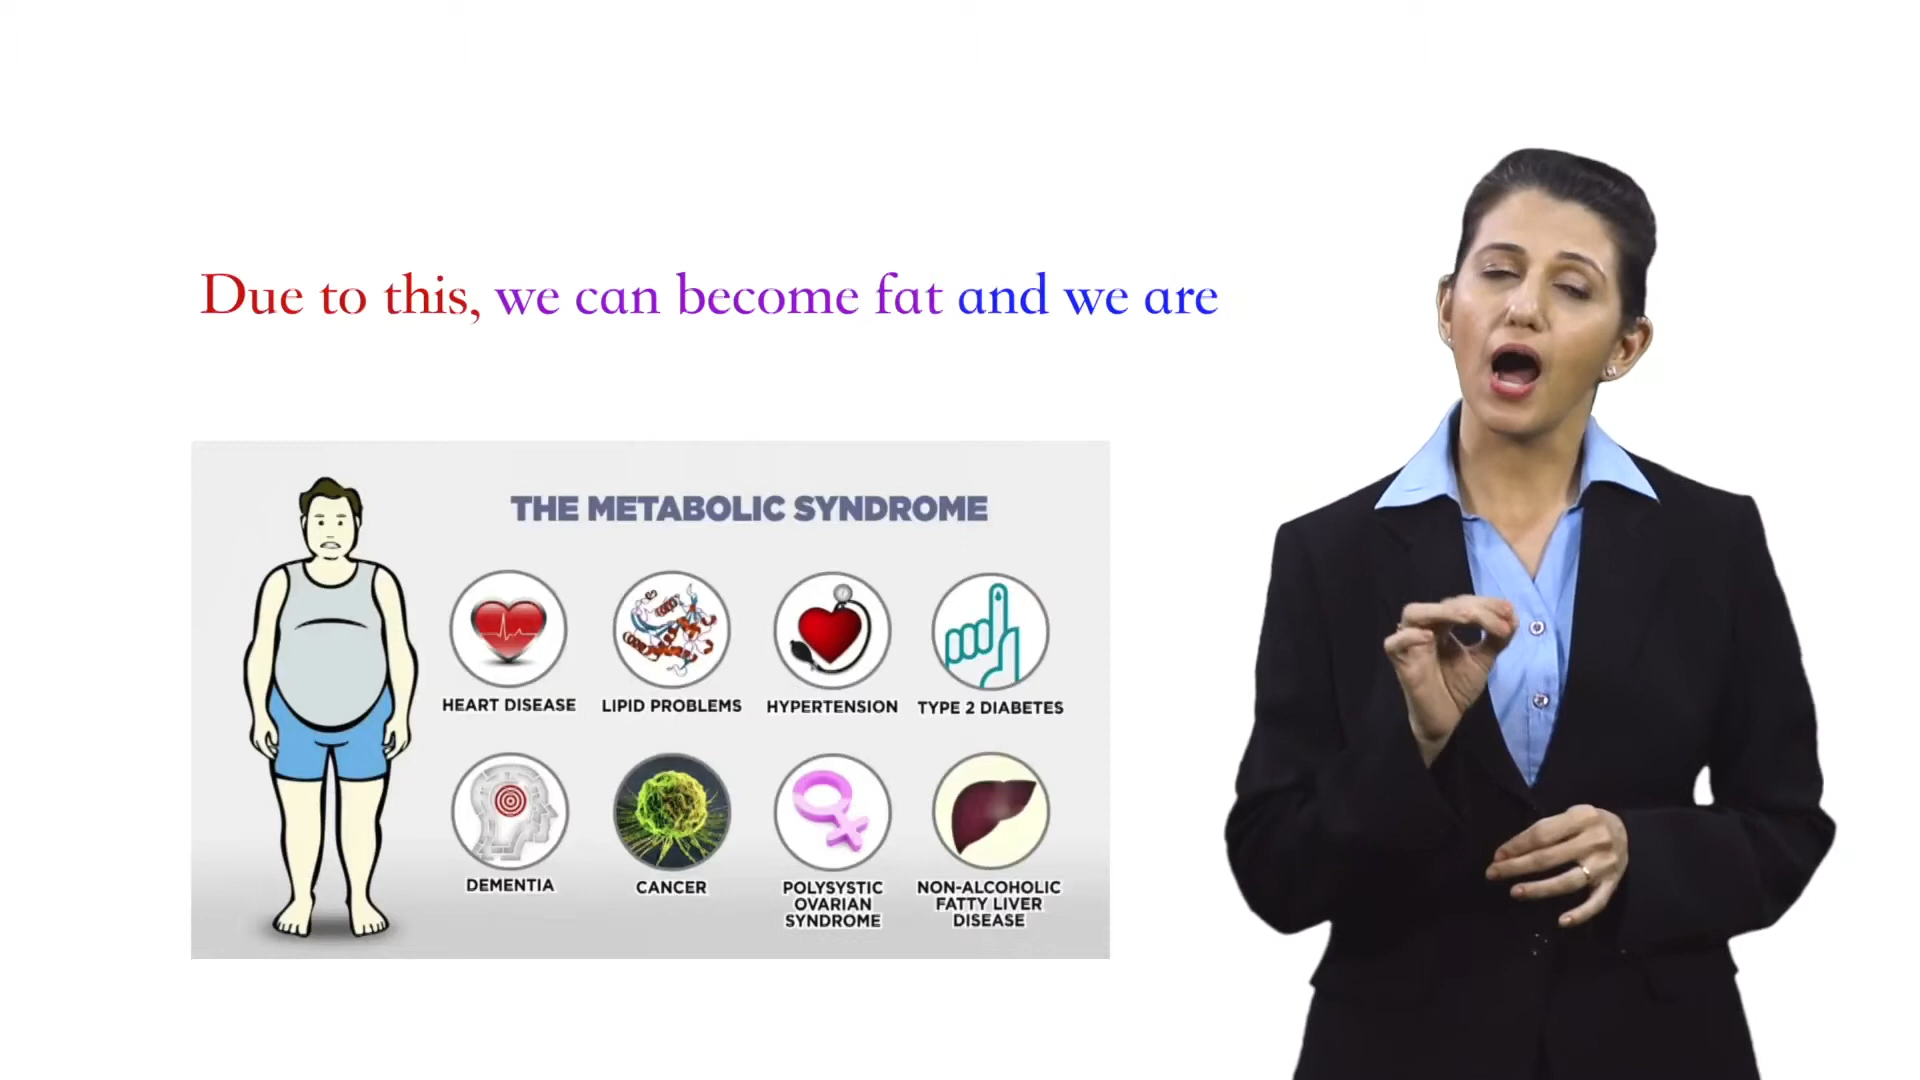 Due to this, we can become fat and we are
THE METABOLIC SYNDROME
HEART DISEASE
LIPID PROBLEMS
HYPERTENSION
TYPE 2 DIABETES
DEMENTIA
CANCER
POLYSYSTIC
OVARIAN
SYNDROME
NON-ALCOHOLIC
FATTY LIVER
DISEASE